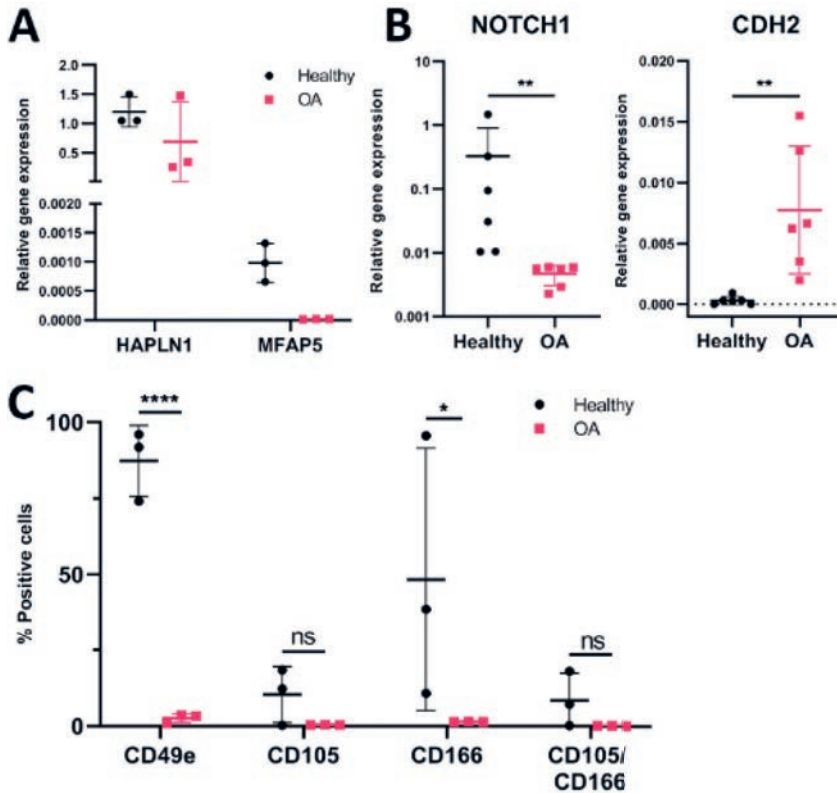 A
Relative gene expression
2.0
1.5
1.0
0.5
0.0020
0.0015
0.0010
0.0005
0.0000
Healthy
OA
HAPLN1
MFAP5
B
NOTCH1
Relative gene expression
10
1
0.1
0.01
0.001
**
Healthy
OA
CDH2
Relative gene expression
0.020
0.015
0.010
0.005
0.000
**
Healthy
OA
C
% Positive cells
100
50
0
****
ns
*
ns
Healthy
OA
CD49e
CD105
CD166
CD105/
CD166